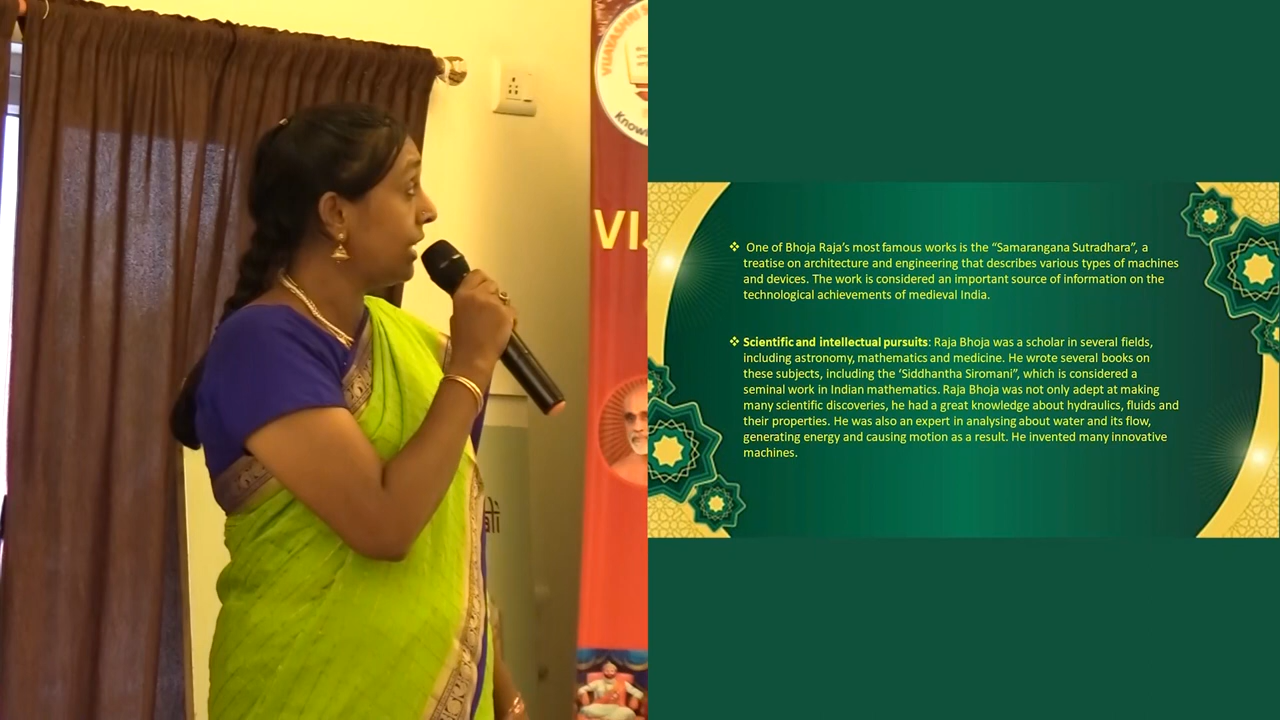 VIJAYASHRI
Knowl
VIJ
ali
❖ One of Bhoja Raja’s most famous works is the “Samarangana Sutradhara”, a
treatise on architecture and engineering that describes various types of machines
and devices. The work is considered an important source of information on the
technological achievements of medieval India.
❖ Scientific and intellectual pursuits: Raja Bhoja was a scholar in several fields,
including astronomy, mathematics and medicine. He wrote several books on
these subjects, including the ‘Siddhantha Siromani”, which is considered a
seminal work in Indian mathematics. Raja Bhoja was not only adept at making
many scientific discoveries, he had a great knowledge about hydraulics, fluids and
their properties. He was also an expert in analysing about water and its flow,
generating energy and causing motion as a result. He invented many innovative
machines.